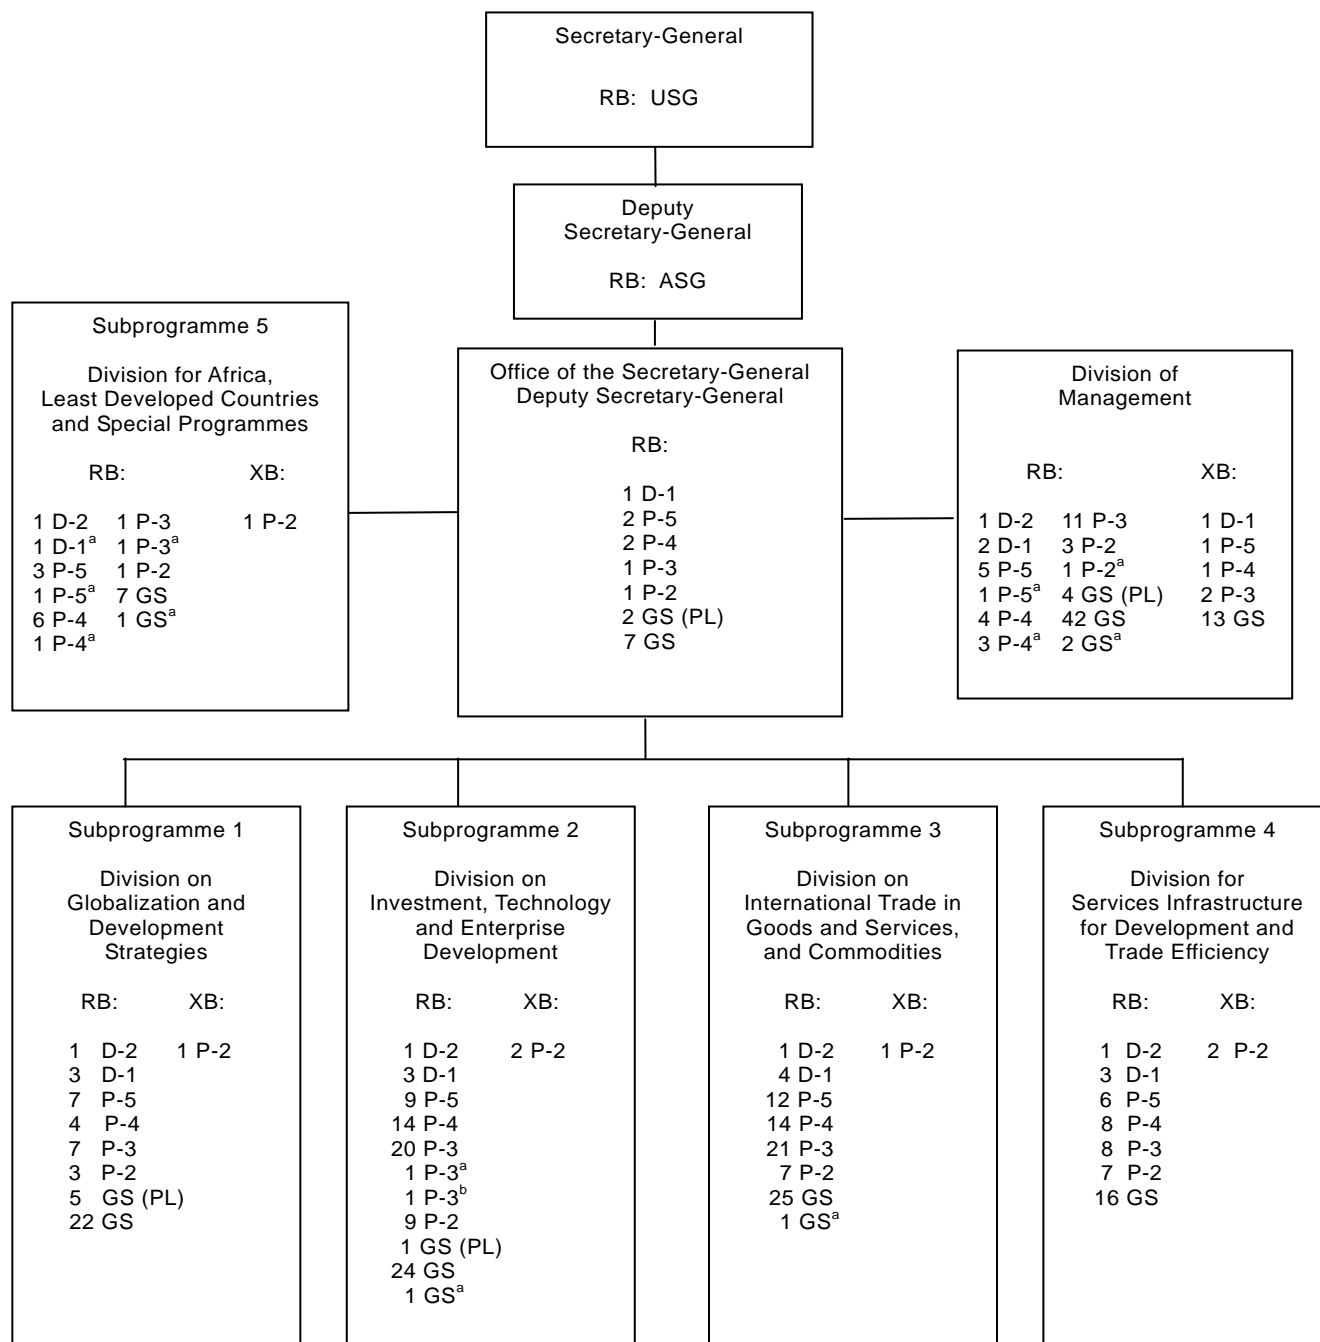 Secretary-General
RB: USG
Deputy
Secretary-General
RB: ASG
Subprogramme 5
Division for Africa,
Least Developed Countries
and Special Programmes
RB: XB:
1 D-2 1 P-3 1 P-2
1 D-1ᵃ 1 P-3ᵃ
3 P-5 1 P-2
1 P-5ᵃ 7 GS
6 P-4 1 GSᵃ
1 P-4ᵃ
Office of the Secretary-General
Deputy Secretary-General
RB:
1 D-1
2 P-5
2 P-4
1 P-3
1 P-2
2 GS (PL)
7 GS
Division of
Management
RB: XB:
1 D-2 11 P-3 1 D-1
2 D-1 3 P-2 1 P-5
5 P-5 1 P-2ᵃ 1 P-4
1 P-5ᵃ 4 GS (PL) 2 P-3
4 P-4 42 GS 13 GS
3 P-4ᵃ 2 GSᵃ
Subprogramme 1
Division on
Globalization and
Development
Strategies
RB: XB:
1 D-2 1 P-2
3 D-1
7 P-5
4 P-4
7 P-3
3 P-2
5 GS (PL)
22 GS
Subprogramme 2
Division on
Investment, Technology
and Enterprise
Development
RB: XB:
1 D-2 2 P-2
3 D-1
9 P-5
14 P-4
20 P-3
1 P-3ᵃ
1 P-3ᵇ
9 P-2
1 GS (PL)
24 GS
1 GSᵃ
Subprogramme 3
Division on
International Trade in
Goods and Services,
and Commodities
RB: XB:
1 D-2 1 P-2
4 D-1
12 P-5
14 P-4
21 P-3
7 P-2
25 GS
1 GSᵃ
Subprogramme 4
Division for
Services Infrastructure
for Development and
Trade Efficiency
RB: XB:
1 D-2 2 P-2
3 D-1
6 P-5
8 P-4
8 P-3
7 P-2
16 GS